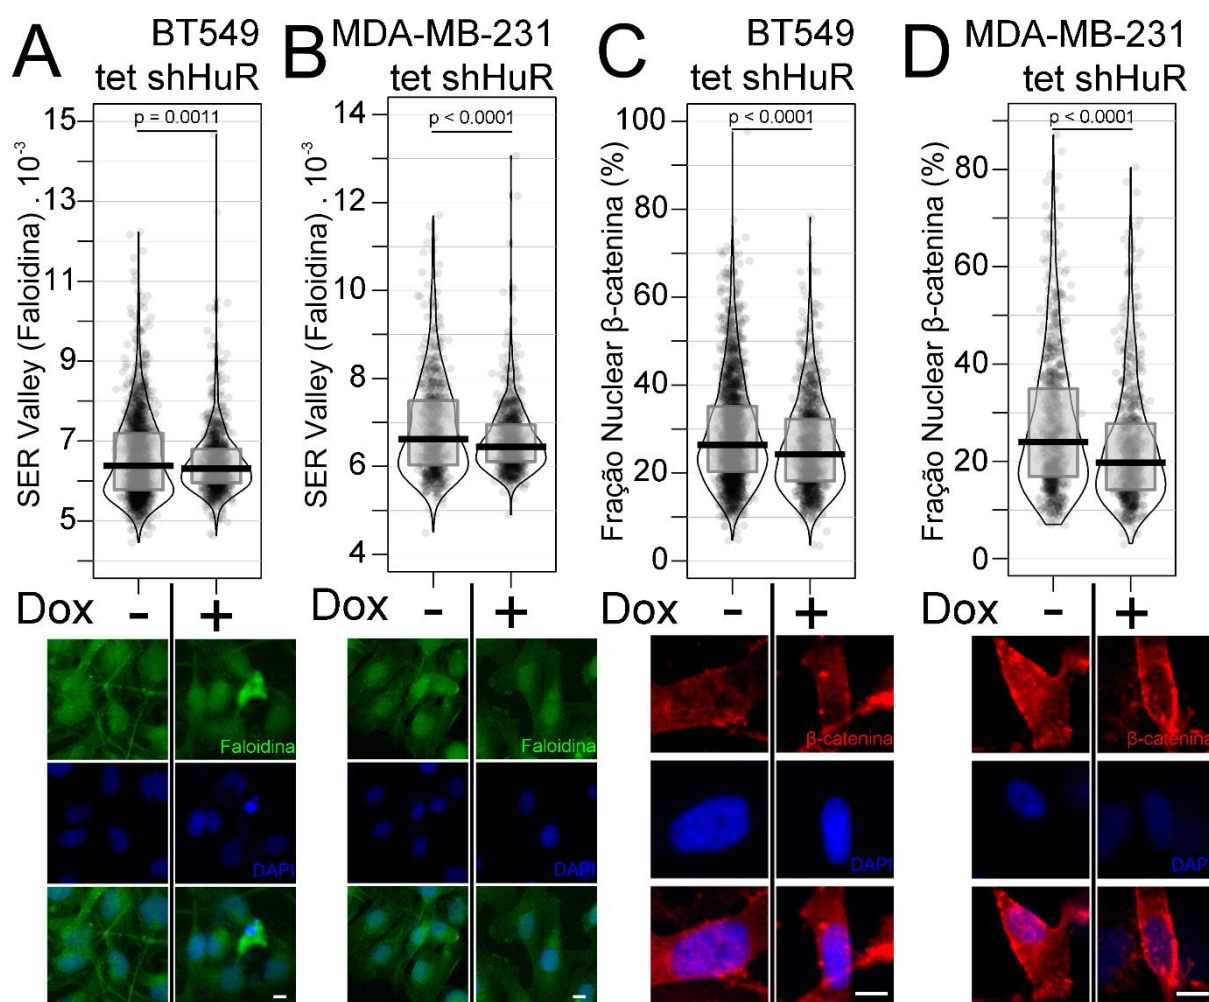 A
BT549
tet shHuR
SER Valley (Faloidina) . 10⁻³
15
13
11
9
7
5
p = 0.0011
B
MDA-MB-231
tet shHuR
SER Valley (Faloidina) . 10⁻³
14
12
10
8
6
4
p < 0.0001
C
BT549
tet shHuR
Fração Nuclear β-catenina (%)
100
80
60
40
20
0
p < 0.0001
D
MDA-MB-231
tet shHuR
Fração Nuclear β-catenina (%)
80
60
40
20
0
p < 0.0001
Dox - +
Dox - +
Dox - +
Dox - +
Faloidina
Faloidina
β-catenina
β-catenina
DAPI
DAPI
DAPI
DAPI